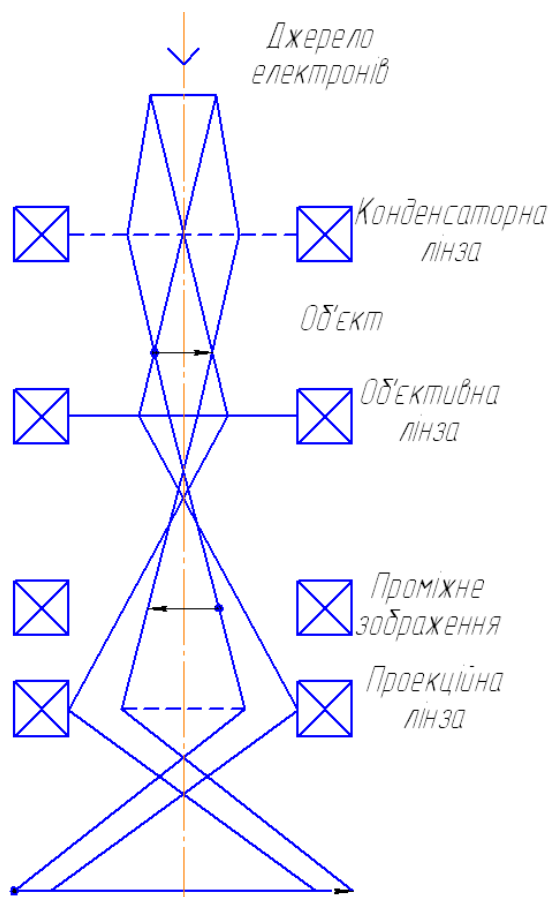 Джерело
електронів
Конденсаторна
лінза
Об'єкт
Об'єктивна
лінза
Проміжне
зображення
Проекційна
лінза